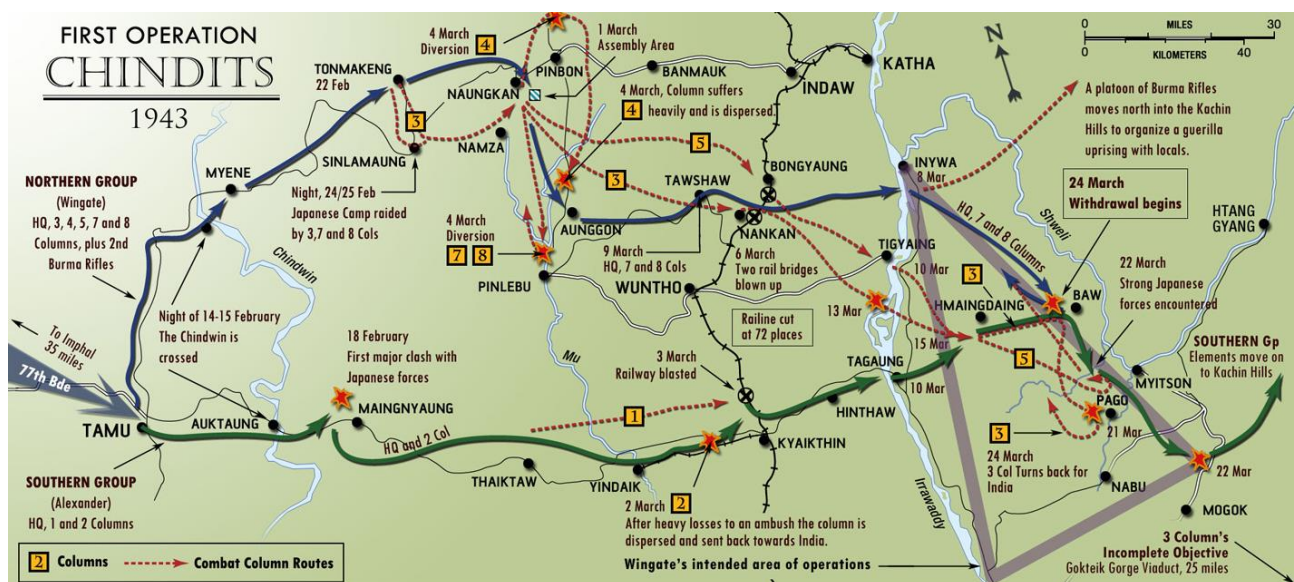 FIRST OPERATION
CHINDITS
1943
4 March
Diversion 4
1 March
Assembly Area
TONMAKENG
22 Feb
PINBON
NAUNGKAN
BANMAUK
INDAW
KATHA
N
MILES
0 30
KILOMETERS
0 40
4 March, Column suffers
4 heavily and is dispersed.
A platoon of Burma Rifles
moves north into the Kachin
Hills to organize a guerilla
uprising with locals.
3
SINLAMAUNG
NAMZA
5
BONGYAUNG
INYWA
8 Mar
MYENE
NORTHERN GROUP
(Wingate)
HQ, 3, 4, 5, 7 and 8
Columns, plus 2nd
Burma Rifles
Night, 24/25 Feb
Japanese Camp raided
by 3,7 and 8 Cols
3
TAWSHAW
24 March
Withdrawal begins
HQ, 7 and 8 Columns
Shweli
HTANG
GYANG
4 March
Diversion
7 8
AUNGGON
NANKAN
9 March
HQ, 7 and 8 Cols
6 March
Two rail bridges
blown up
TIGYAING
10 Mar
Chindwin
PINLEBU
WUNTHO
3
HMAINGDAING
BAW
22 March
Strong Japanese
forces encountered
Night of 14-15 February
The Chindwin is
crossed
13 Mar
Railine cut
at 72 places
15 Mar
To Imphal
35 miles
77th Bde
18 February
First major clash with
Japanese forces
Mu
3 March
Railway blasted
TAGAUNG
10 Mar
5
SOUTHERN Gp
Elements move on
to Kachin Hills
MYITSON
TAMU
AUKTAUNG
MAINGNYAUNG
1
HINTHAW
PAGO
21 Mar
HQ and 2 Col
KYAIKTHIN
3
24 March
3 Col Turns back for
India
22 Mar
SOUTHERN GROUP
(Alexander)
HQ, 1 and 2 Columns
THAIKTAW
YINDAIK
NABU
Irrawaddy
MOGOK
2 March 2
After heavy losses to an ambush the column is
dispersed and sent back towards India.
2 Columns
Combat Column Routes
Wingate's intended area of operations
3 Column's
Incomplete Objective
Gokteik Gorge Viaduct, 25 miles